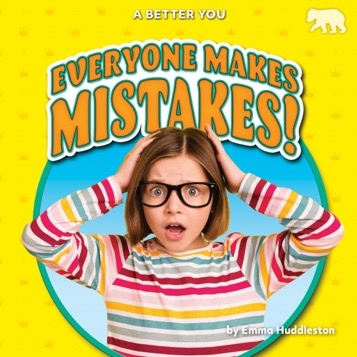 A BETTER YOU
EVERYONE MAKES
MISTAKES!
by Emma Huddleston